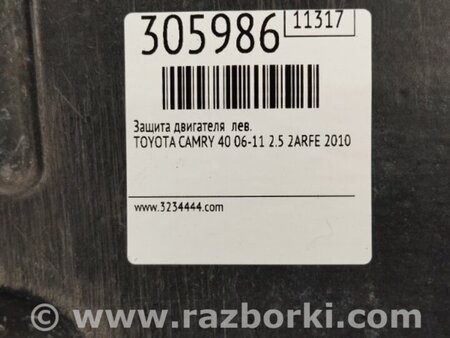 305986 11317
Защита двигателя лев.
TOYOTA CAMRY 40 06-11 2.5 2ARFE 2010
www.3234444.com
© www.razborki.com/